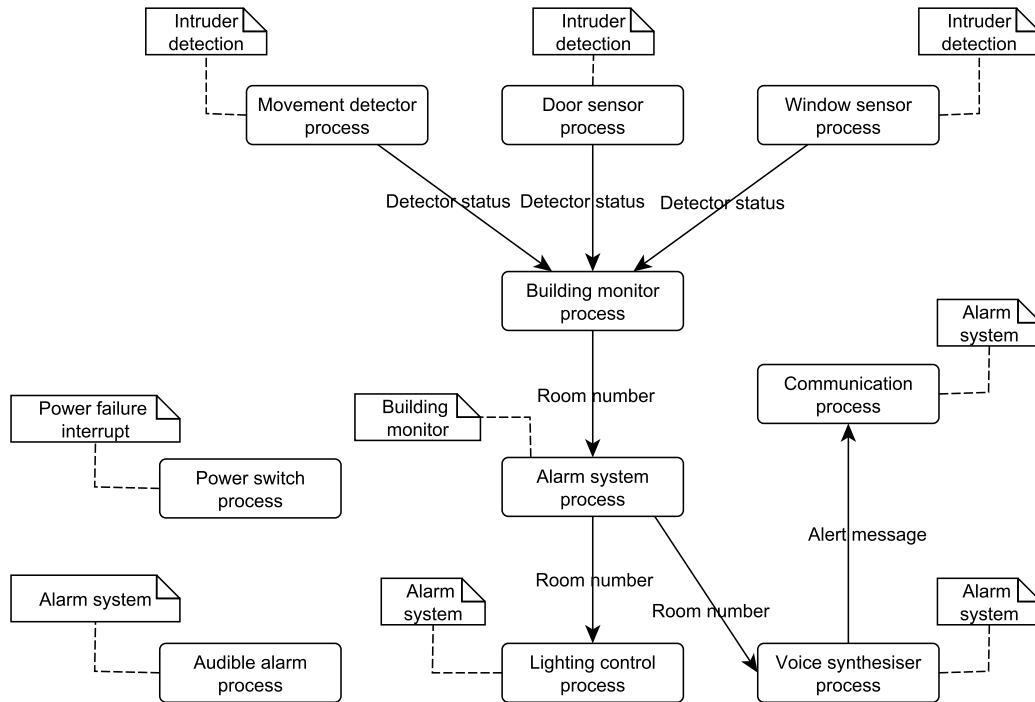 Intruder
detection
Intruder
detection
Intruder
detection
Movement detector
process
Door sensor
process
Window sensor
process
Detector status
Detector status
Detector status
Building monitor
process
Alarm
system
Room number
Communication
process
Power failure
interrupt
Building
monitor
Power switch
process
Alarm system
process
Alert message
Room number
Room number
Alarm system
Alarm
system
Alarm
system
Audible alarm
process
Lighting control
process
Voice synthesiser
process